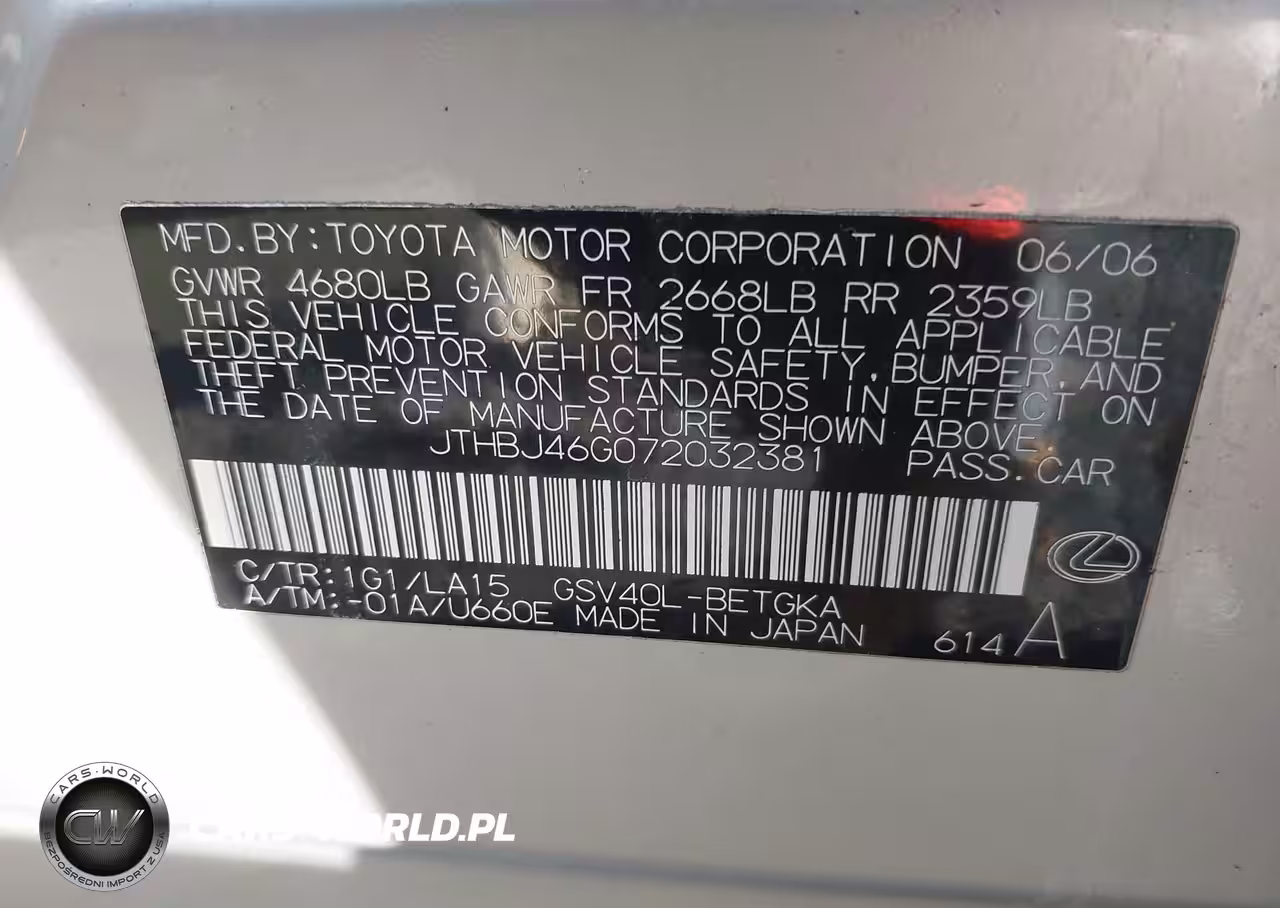 MFD.BY:TOYOTA MOTOR CORPORATION 06/06
GVWR 4680LB GAWR FR 2668LB RR 2359LB
THIS VEHICLE CONFORMS TO ALL APPLICABLE
FEDERAL MOTOR VEHICLE SAFETY,BUMPER,AND
THEFT PREVENTION STANDARDS IN EFFECT ON
THE DATE OF MANUFACTURE SHOWN ABOVE.
JTHBJ46G072032381 PASS.CAR
C/TR:1G1/LA15 GSV40L-BETGKA
A/TM:-01A/U660E MADE IN JAPAN 614 A
CARS-WORLD
CW
BEZPOŚREDNI IMPORT Z USA
CARS-WORLD.PL